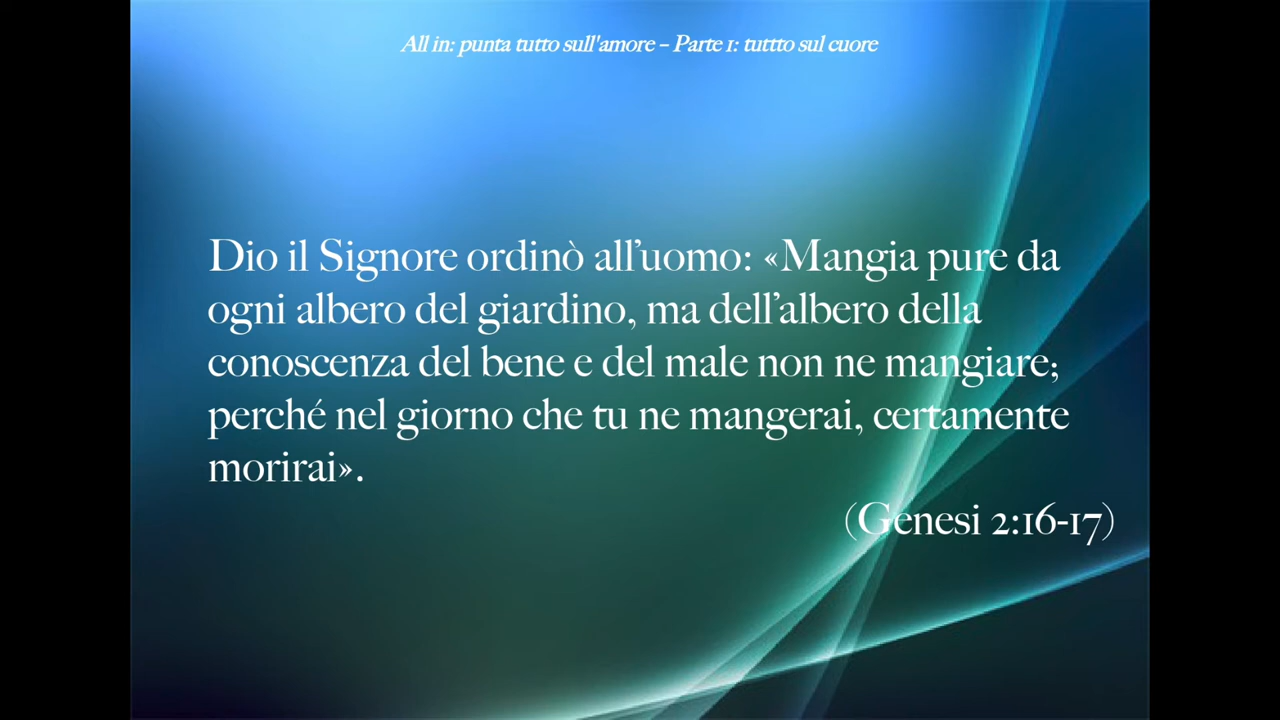 All in: punta tutto sull'amore – Parte 1: tuttto sul cuore
Dio il Signore ordinò all’uomo: «Mangia pure da
ogni albero del giardino, ma dell’albero della
conoscenza del bene e del male non ne mangiare;
perché nel giorno che tu ne mangerai, certamente
morirai».
(Genesi 2:16-17)